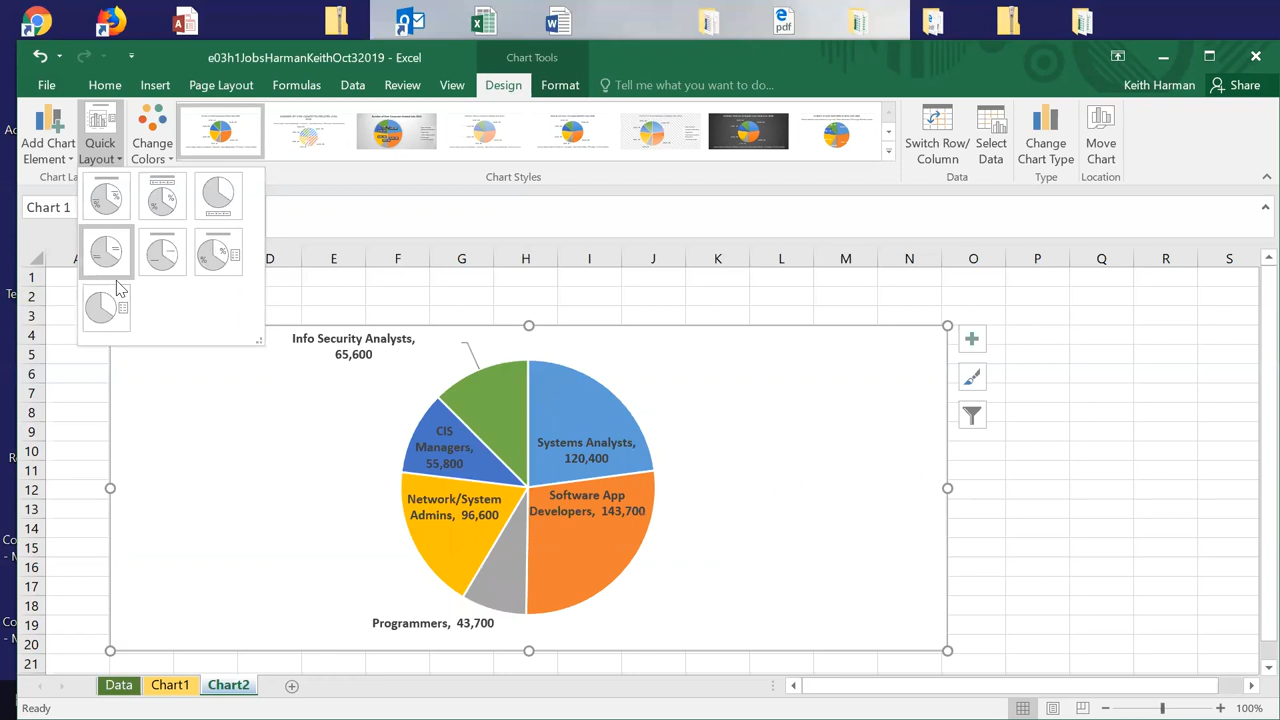 pdf
e03h1JobsHarmanKeithOct32019 - Excel
Chart Tools
File Home Insert Page Layout Formulas Data Review View Design Format Tell me what you want to do... Keith Harman Share
Add Chart Element
Quick Layout
Change Colors
Switch Row/ Column
Select Data
Change Chart Type
Move Chart
Chart La
Chart Styles
Data
Type
Location
Chart 1
A D E F G H I J K L M N O P Q R S
1
2
3
4
5
6
7
8
9
10
11
12
13
14
15
16
17
18
19
20
21
Info Security Analysts,
65,600
CIS
Managers,
55,800
Systems Analysts,
120,400
Network/System
Admins, 96,600
Software App
Developers, 143,700
Programmers, 43,700
Data Chart1 Chart2
Ready
100%